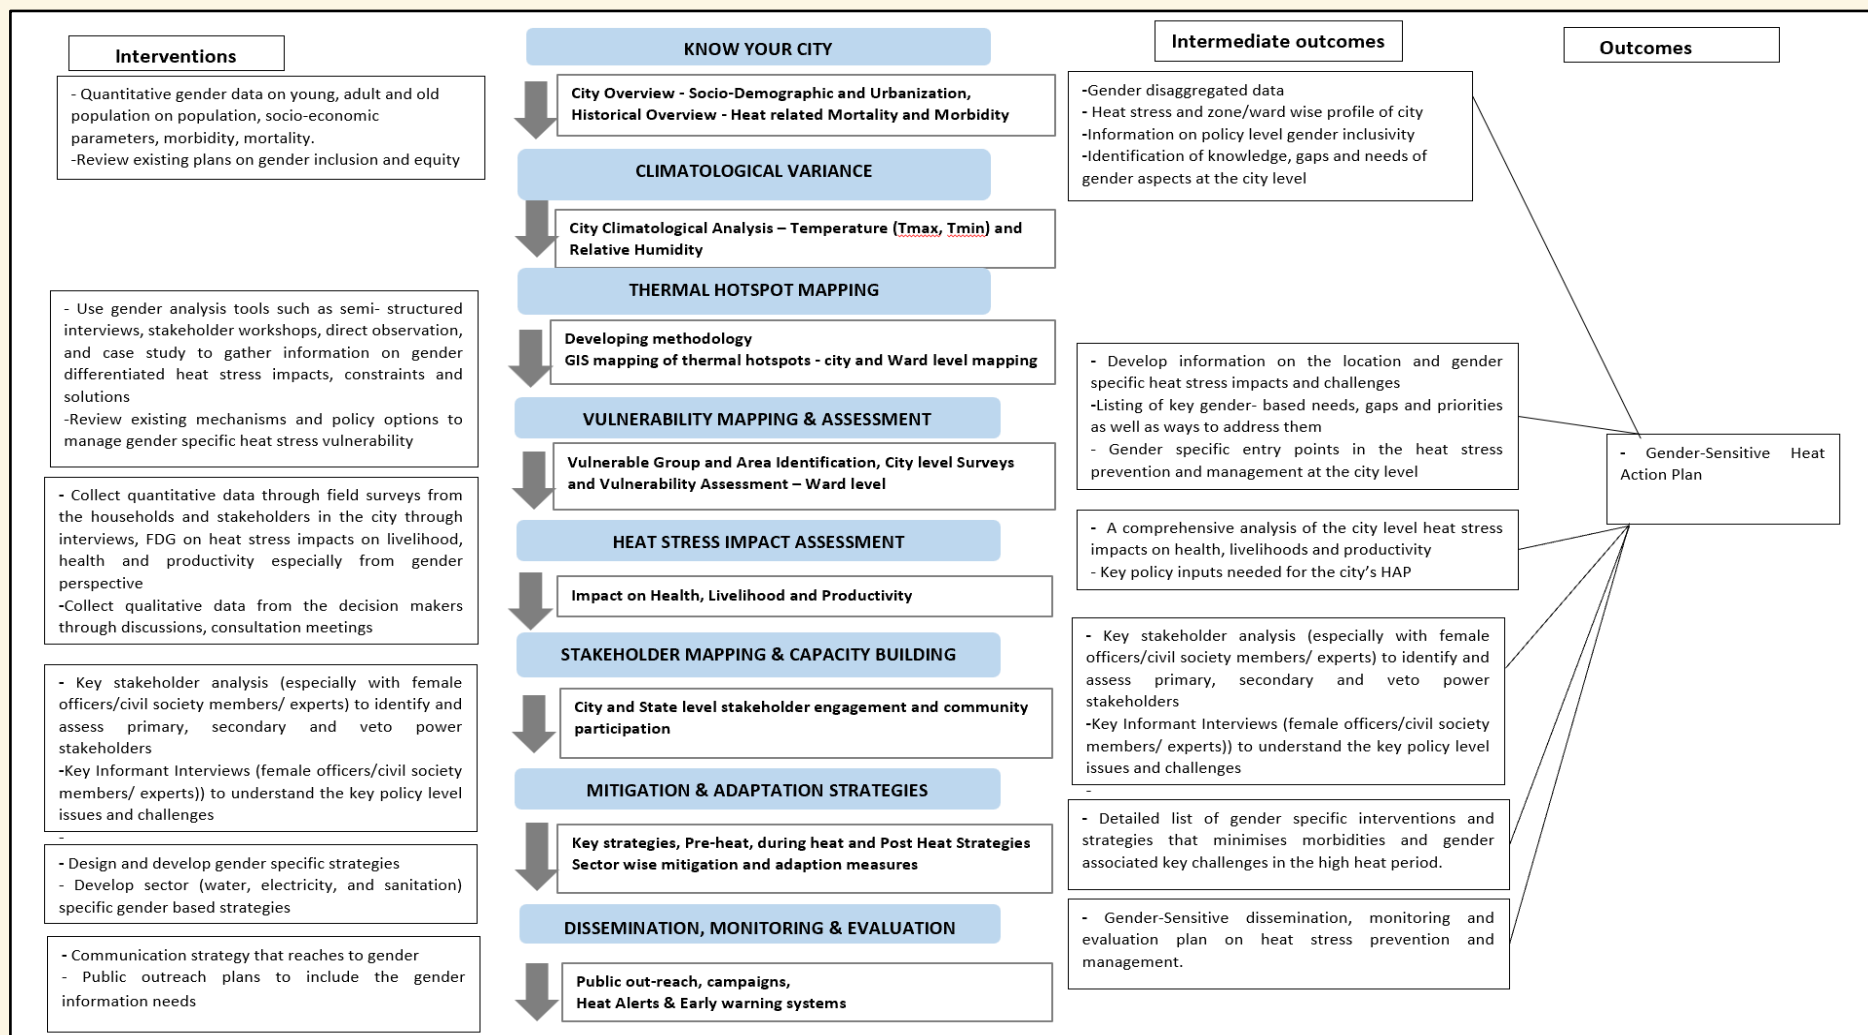 Interventions
- Quantitative gender data on young, adult and old
population on population, socio-economic
parameters, morbidity, mortality.
-Review existing plans on gender inclusion and equity
- Use gender analysis tools such as semi- structured
interviews, stakeholder workshops, direct observation,
and case study to gather information on gender
differentiated heat stress impacts, constraints and
solutions
-Review existing mechanisms and policy options to
manage gender specific heat stress vulnerability
- Collect quantitative data through field surveys from
the households and stakeholders in the city through
interviews, FDG on heat stress impacts on livelihood,
health and productivity especially from gender
perspective
-Collect qualitative data from the decision makers
through discussions, consultation meetings
- Key stakeholder analysis (especially with female
officers/civil society members/ experts) to identify and
assess primary, secondary and veto power
stakeholders
-Key Informant Interviews (female officers/civil society
members/ experts)) to understand the key policy level
issues and challenges
-
- Design and develop gender specific strategies
- Develop sector (water, electricity, and sanitation)
specific gender based strategies
- Communication strategy that reaches to gender
- Public outreach plans to include the gender
information needs
KNOW YOUR CITY
City Overview - Socio-Demographic and Urbanization,
Historical Overview - Heat related Mortality and Morbidity
CLIMATOLOGICAL VARIANCE
City Climatological Analysis – Temperature (Tmax, Tmin) and
Relative Humidity
THERMAL HOTSPOT MAPPING
Developing methodology
GIS mapping of thermal hotspots - city and Ward level mapping
VULNERABILITY MAPPING & ASSESSMENT
Vulnerable Group and Area Identification, City level Surveys
and Vulnerability Assessment – Ward level
HEAT STRESS IMPACT ASSESSMENT
Impact on Health, Livelihood and Productivity
STAKEHOLDER MAPPING & CAPACITY BUILDING
City and State level stakeholder engagement and community
participation
MITIGATION & ADAPTATION STRATEGIES
Key strategies, Pre-heat, during heat and Post Heat Strategies
Sector wise mitigation and adaption measures
DISSEMINATION, MONITORING & EVALUATION
Public out-reach, campaigns,
Heat Alerts & Early warning systems
Intermediate outcomes
-Gender disaggregated data
- Heat stress and zone/ward wise profile of city
-Information on policy level gender inclusivity
-Identification of knowledge, gaps and needs of
gender aspects at the city level
- Develop information on the location and gender
specific heat stress impacts and challenges
-Listing of key gender- based needs, gaps and priorities
as well as ways to address them
- Gender specific entry points in the heat stress
prevention and management at the city level
- A comprehensive analysis of the city level heat stress
impacts on health, livelihoods and productivity
- Key policy inputs needed for the city's HAP
- Key stakeholder analysis (especially with female
officers/civil society members/ experts) to identify and
assess primary, secondary and veto power
stakeholders
-Key Informant Interviews (female officers/civil society
members/ experts)) to understand the key policy level
issues and challenges
-
- Detailed list of gender specific interventions and
strategies that minimises morbidities and gender
associated key challenges in the high heat period.
- Gender-Sensitive dissemination, monitoring and
evaluation plan on heat stress prevention and
management.
Outcomes
- Gender-Sensitive Heat
Action Plan